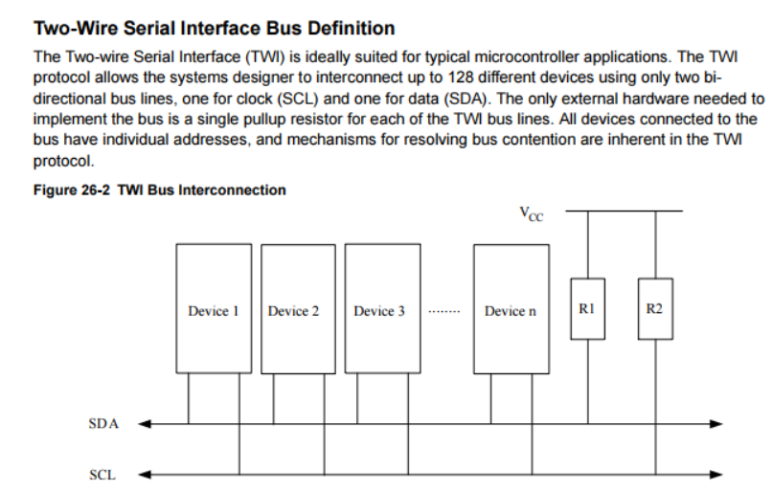 Two-Wire Serial Interface Bus Definition
The Two-wire Serial Interface (TWI) is ideally suited for typical microcontroller applications. The TWI
protocol allows the systems designer to interconnect up to 128 different devices using only two bi-
directional bus lines, one for clock (SCL) and one for data (SDA). The only external hardware needed to
implement the bus is a single pullup resistor for each of the TWI bus lines. All devices connected to the
bus have individual addresses, and mechanisms for resolving bus contention are inherent in the TWI
protocol.
Figure 26-2 TWI Bus Interconnection
VCC
Device 1 Device 2 Device 3 ........ Device n R1 R2
SDA
SCL